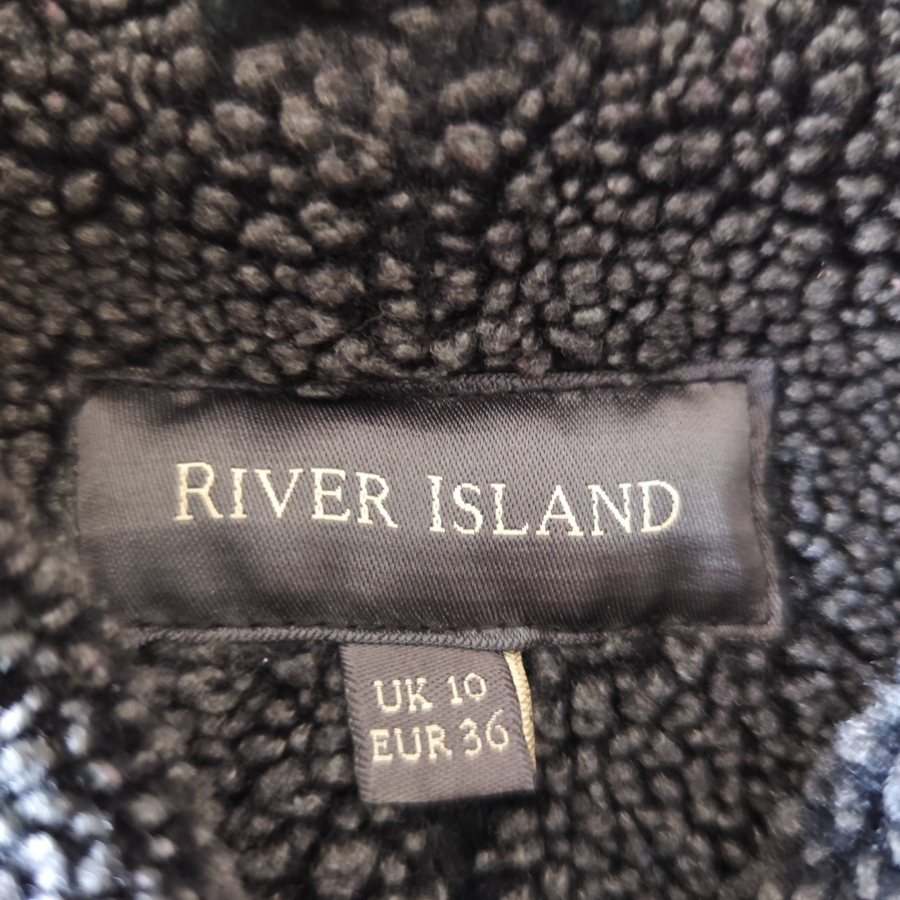 RIVER ISLAND
UK 10
EUR 36